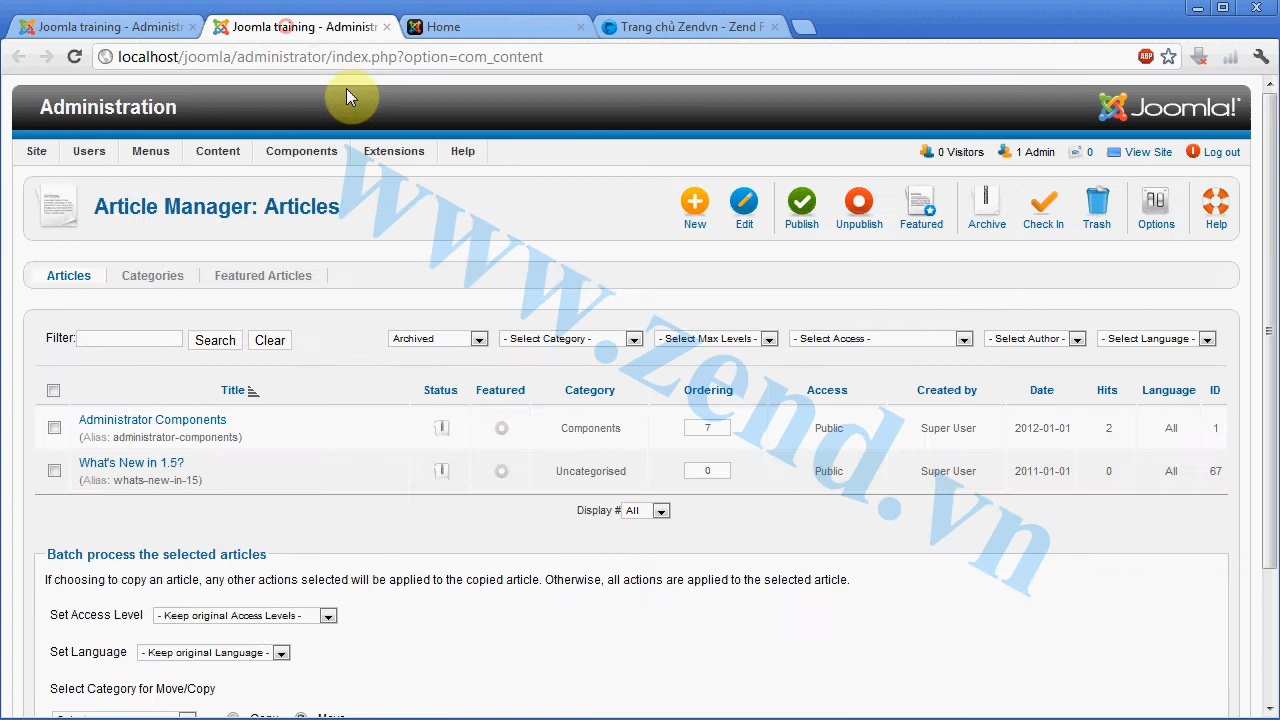 Joomla training - Administr
Joomla training - Administr
Home
Trang chủ Zendvn - Zend F
localhost/joomla/administrator/index.php?option=com_content
ABP
Administration
Joomla!
Site Users Menus Content Components Extensions Help
0 Visitors 1 Admin 0 View Site Log out
Article Manager: Articles
New Edit Publish Unpublish Featured Archive Check In Trash Options Help
Articles Categories Featured Articles
Filter: Search Clear Archived - Select Category - - Select Max Levels - - Select Access - - Select Author - - Select Language -
Title Status Featured Category Ordering Access Created by Date Hits Language ID
Administrator Components
(Alias: administrator-components)
Components 7 Public Super User 2012-01-01 2 All 1
What's New in 1.5?
(Alias: whats-new-in-15)
Uncategorised 0 Public Super User 2011-01-01 0 All 67
Display # All
www.zend.vn
Batch process the selected articles
If choosing to copy an article, any other actions selected will be applied to the copied article. Otherwise, all actions are applied to the selected article.
Set Access Level - Keep original Access Levels -
Set Language - Keep original Language -
Select Category for Move/Copy